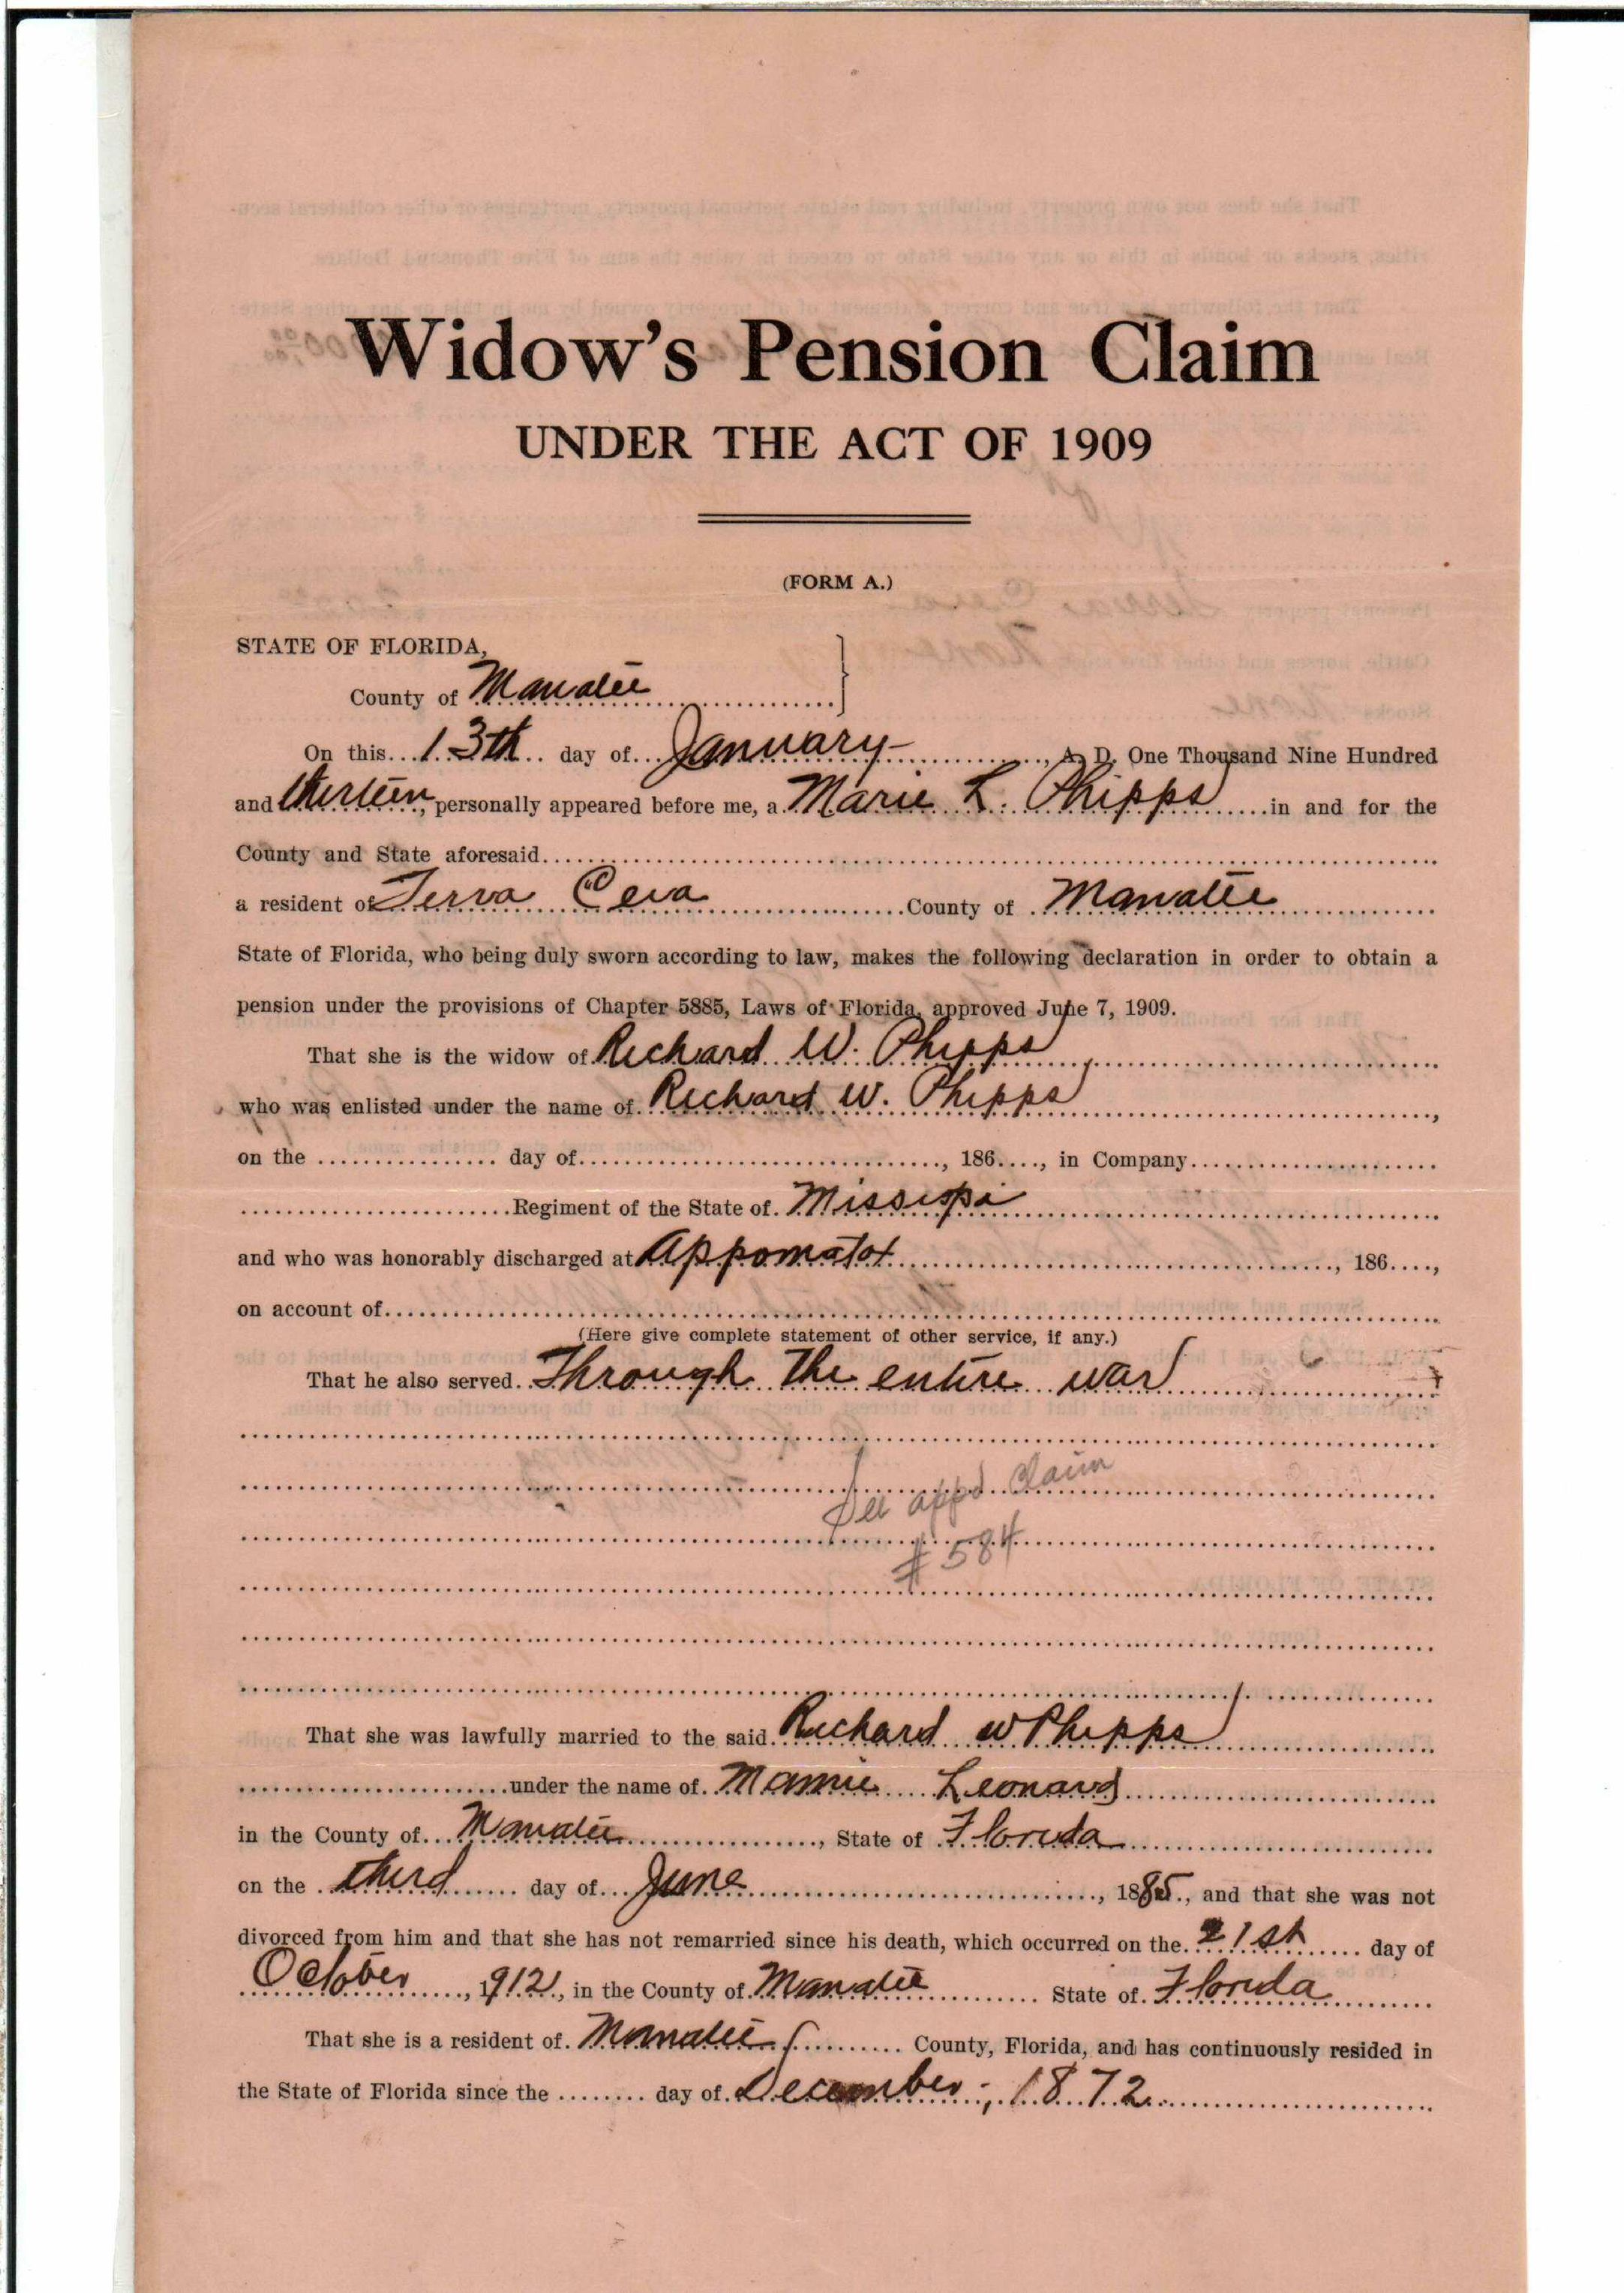 Widow's Pension Claim
UNDER THE ACT OF 1909
(FORM A.)
STATE OF FLORIDA,
County of Manatee
On this 13th day of January, A. D. One Thousand Nine Hundred
and thirteen, personally appeared before me, a Marie L. Phipps in and for the
County and State aforesaid
a resident of Terra Ceia County of Manatee
State of Florida, who being duly sworn according to law, makes the following declaration in order to obtain a
pension under the provisions of Chapter 5885, Laws of Florida, approved June 7, 1909.
That she is the widow of Richard W. Phipps
who was enlisted under the name of Richard W. Phipps,
on the day of, 186, in Company
Regiment of the State of Missispi
and who was honorably discharged at Appomatox, 186,
on account of
(Here give complete statement of other service, if any.)
That he also served Through the entire war
See appd Claim
# 584
That she was lawfully married to the said Richard W Phipps
under the name of Mamie Leonard
in the County of Manatee, State of Florida
on the third day of June, 1885, and that she was not
divorced from him and that she has not remarried since his death, which occurred on the 21st day of
October, 1912, in the County of Manatee State of Florida
That she is a resident of Manatee County, Florida, and has continuously resided in
the State of Florida since the day of December, 1872